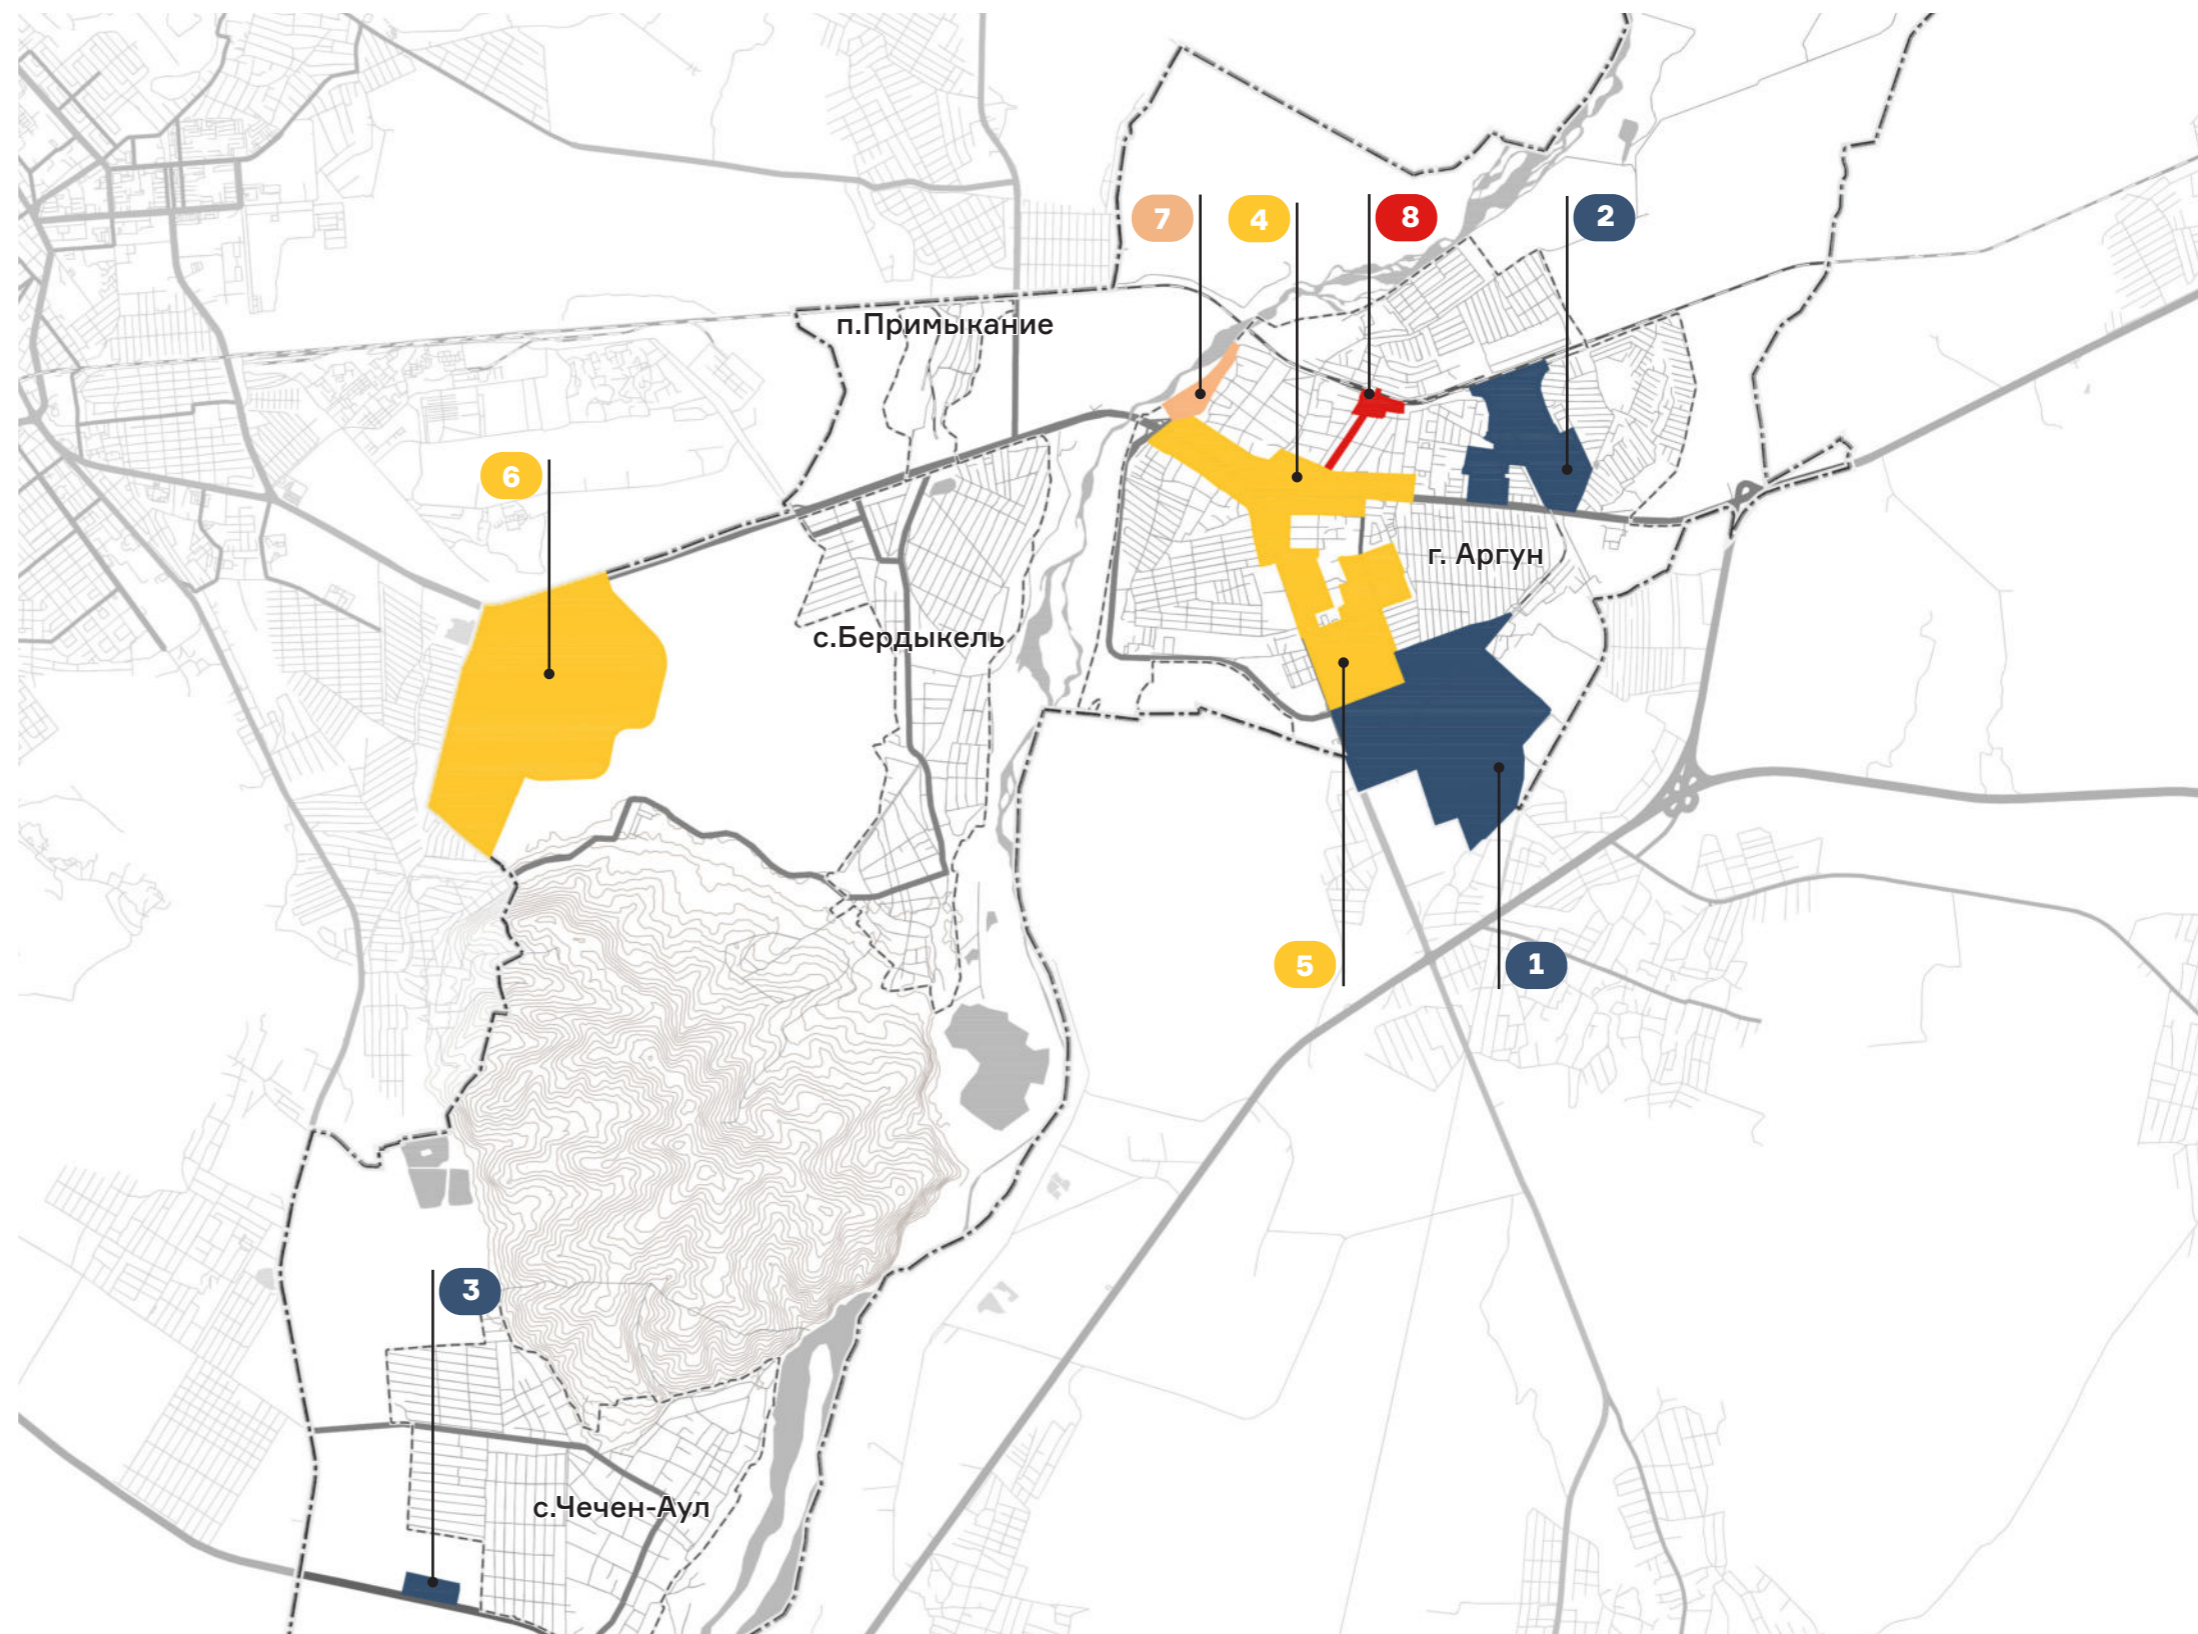 7 4 8 2
п.Примыкание
6
г. Аргун
с.Бердыкель
5 1
3
с.Чечен-Аул